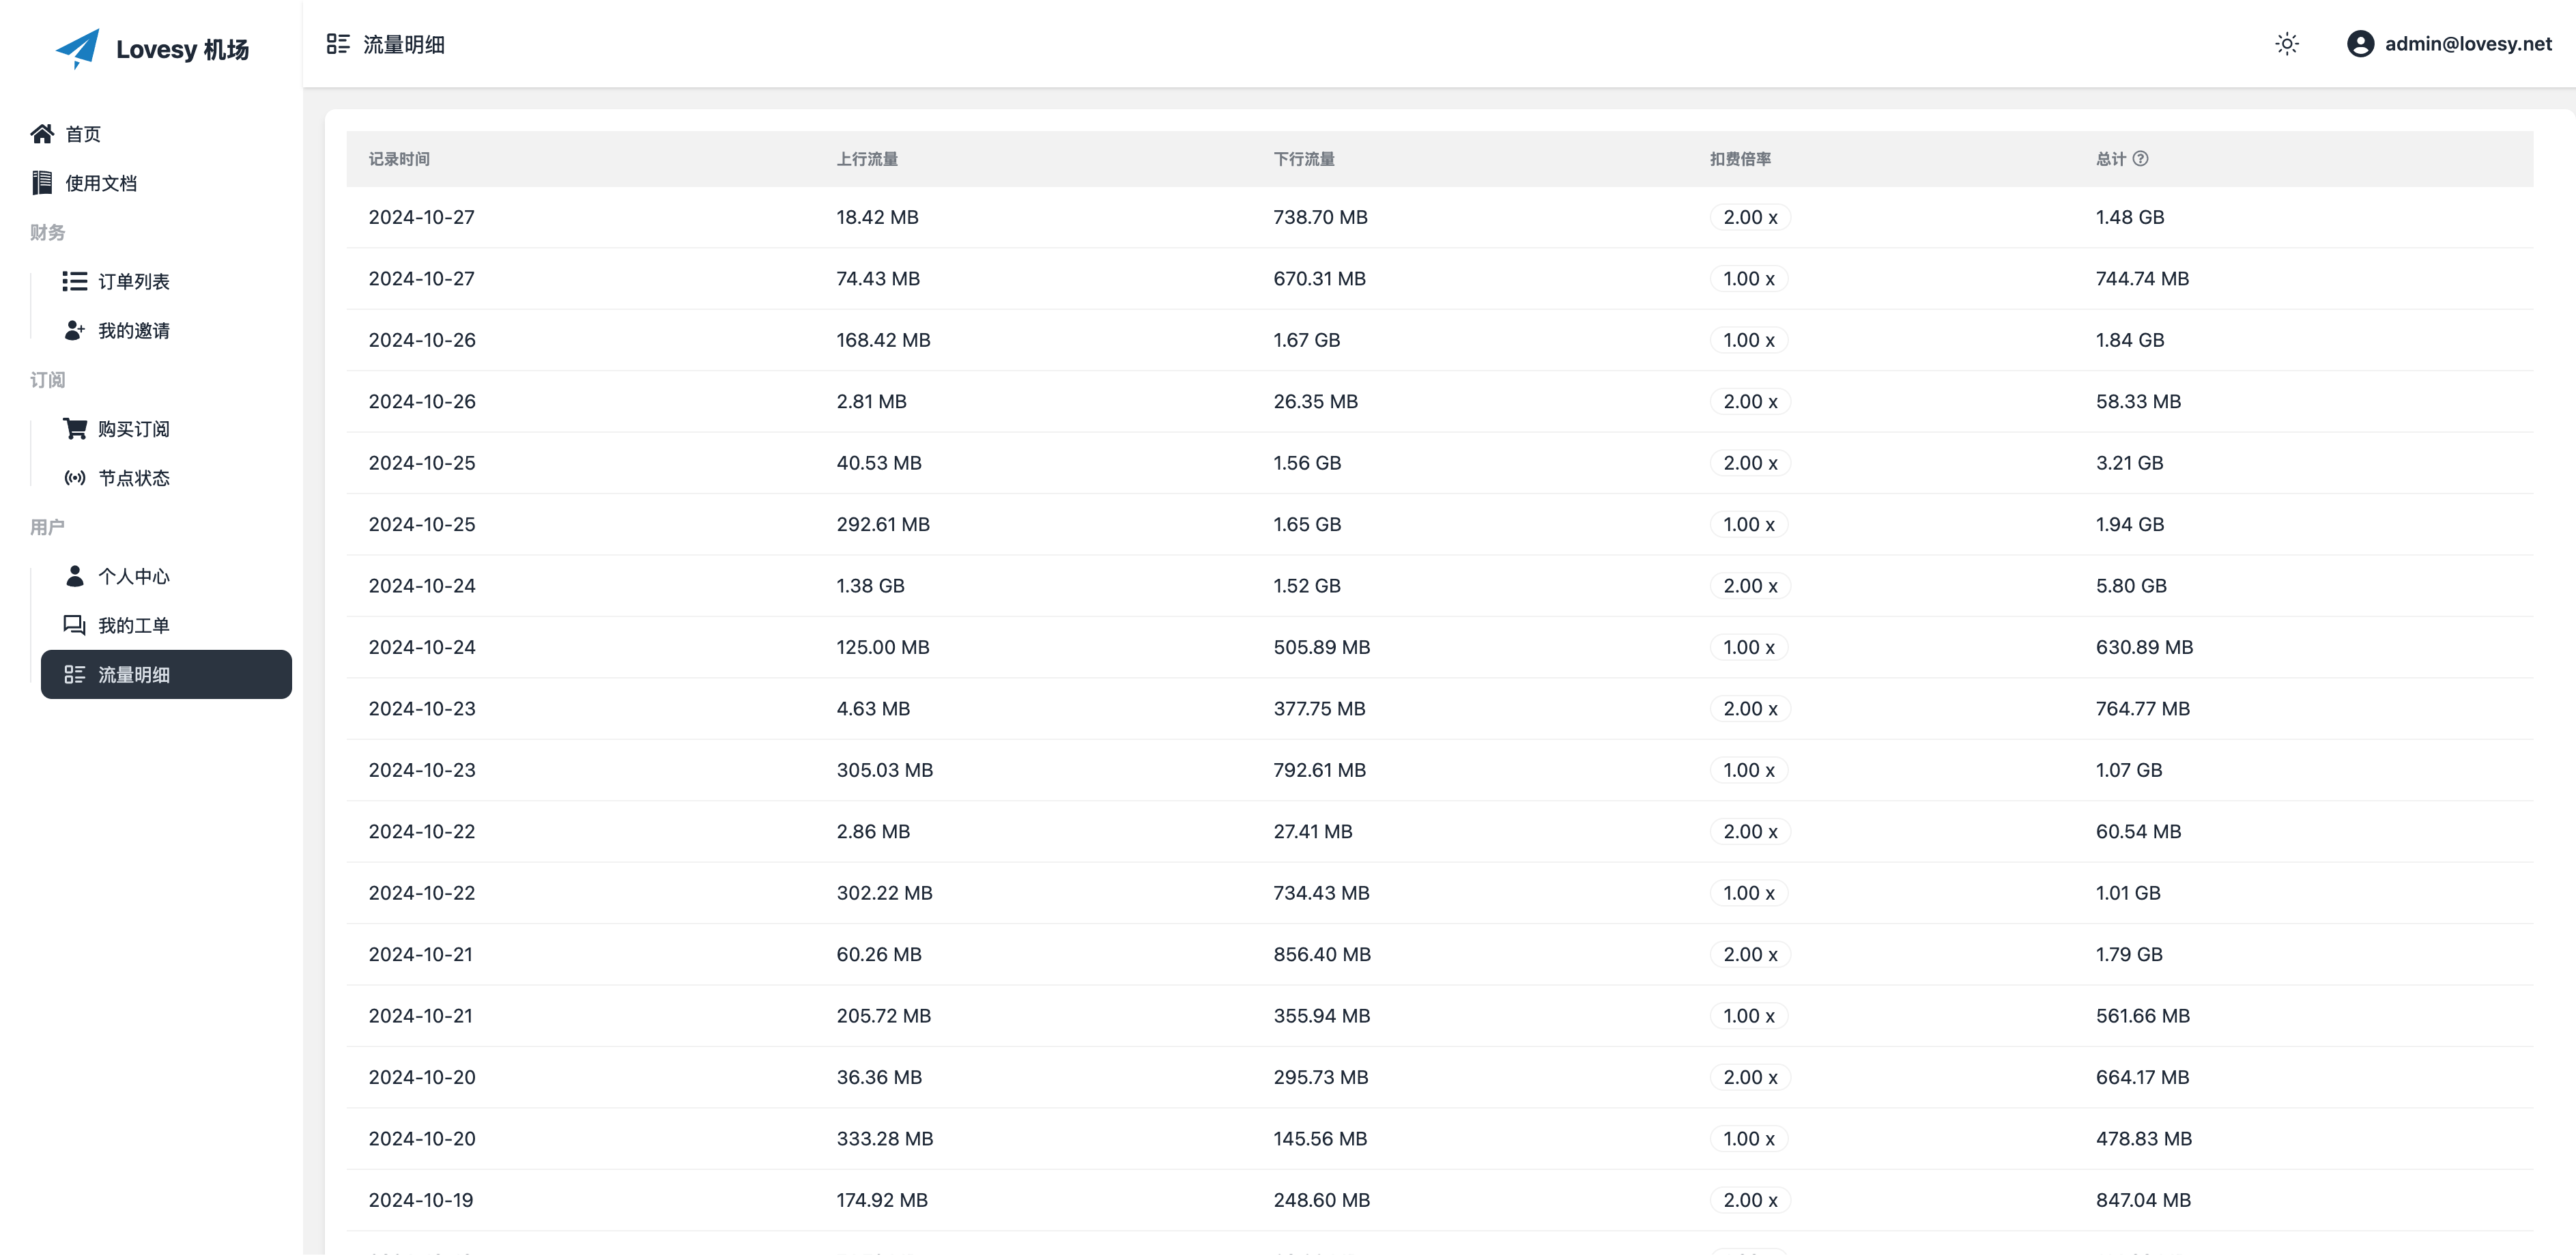 Lovesy 机场
首页
使用文档
财务
订单列表
我的邀请
订阅
购买订阅
节点状态
用户
个人中心
我的工单
流量明细
流量明细
admin@lovesy.net
记录时间 上行流量 下行流量 扣费倍率 总计
2024-10-27 18.42 MB 738.70 MB 2.00 x 1.48 GB
2024-10-27 74.43 MB 670.31 MB 1.00 x 744.74 MB
2024-10-26 168.42 MB 1.67 GB 1.00 x 1.84 GB
2024-10-26 2.81 MB 26.35 MB 2.00 x 58.33 MB
2024-10-25 40.53 MB 1.56 GB 2.00 x 3.21 GB
2024-10-25 292.61 MB 1.65 GB 1.00 x 1.94 GB
2024-10-24 1.38 GB 1.52 GB 2.00 x 5.80 GB
2024-10-24 125.00 MB 505.89 MB 1.00 x 630.89 MB
2024-10-23 4.63 MB 377.75 MB 2.00 x 764.77 MB
2024-10-23 305.03 MB 792.61 MB 1.00 x 1.07 GB
2024-10-22 2.86 MB 27.41 MB 2.00 x 60.54 MB
2024-10-22 302.22 MB 734.43 MB 1.00 x 1.01 GB
2024-10-21 60.26 MB 856.40 MB 2.00 x 1.79 GB
2024-10-21 205.72 MB 355.94 MB 1.00 x 561.66 MB
2024-10-20 36.36 MB 295.73 MB 2.00 x 664.17 MB
2024-10-20 333.28 MB 145.56 MB 1.00 x 478.83 MB
2024-10-19 174.92 MB 248.60 MB 2.00 x 847.04 MB